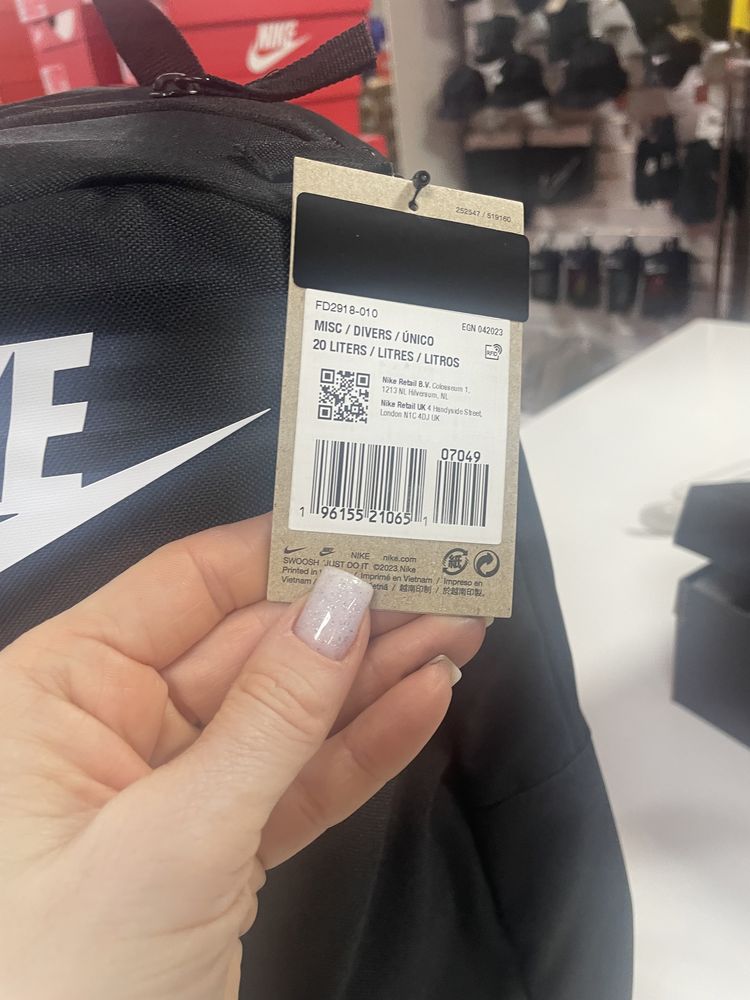 NIKE
252547 / 519160
FD2918-010
EGN 042023
MISC / DIVERS / ÚNICO
20 LITERS / LITRES / LITROS
RFID
Nike Retail B.V. Colosseum 1,
1213 NL Hilversum, NL
Nike Retail UK 4 Handyside Street,
London N1C 4DJ UK
07049
1 96155 21065 1
NIKE nike.com
SWOOSH JUST DO IT ©2023 Nike
Printed in / Imprimé en Vietnam / Impreso en
Vietnam / / 越南印制 / 於越南印製.
紙